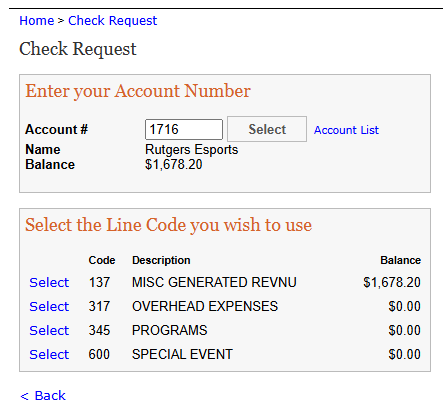 Home > Check Request
Check Request
Enter your Account Number
Account # 1716 Select Account List
Name Rutgers Esports
Balance $1,678.20
Select the Line Code you wish to use
Code Description Balance
Select 137 MISC GENERATED REVNU $1,678.20
Select 317 OVERHEAD EXPENSES $0.00
Select 345 PROGRAMS $0.00
Select 600 SPECIAL EVENT $0.00
< Back